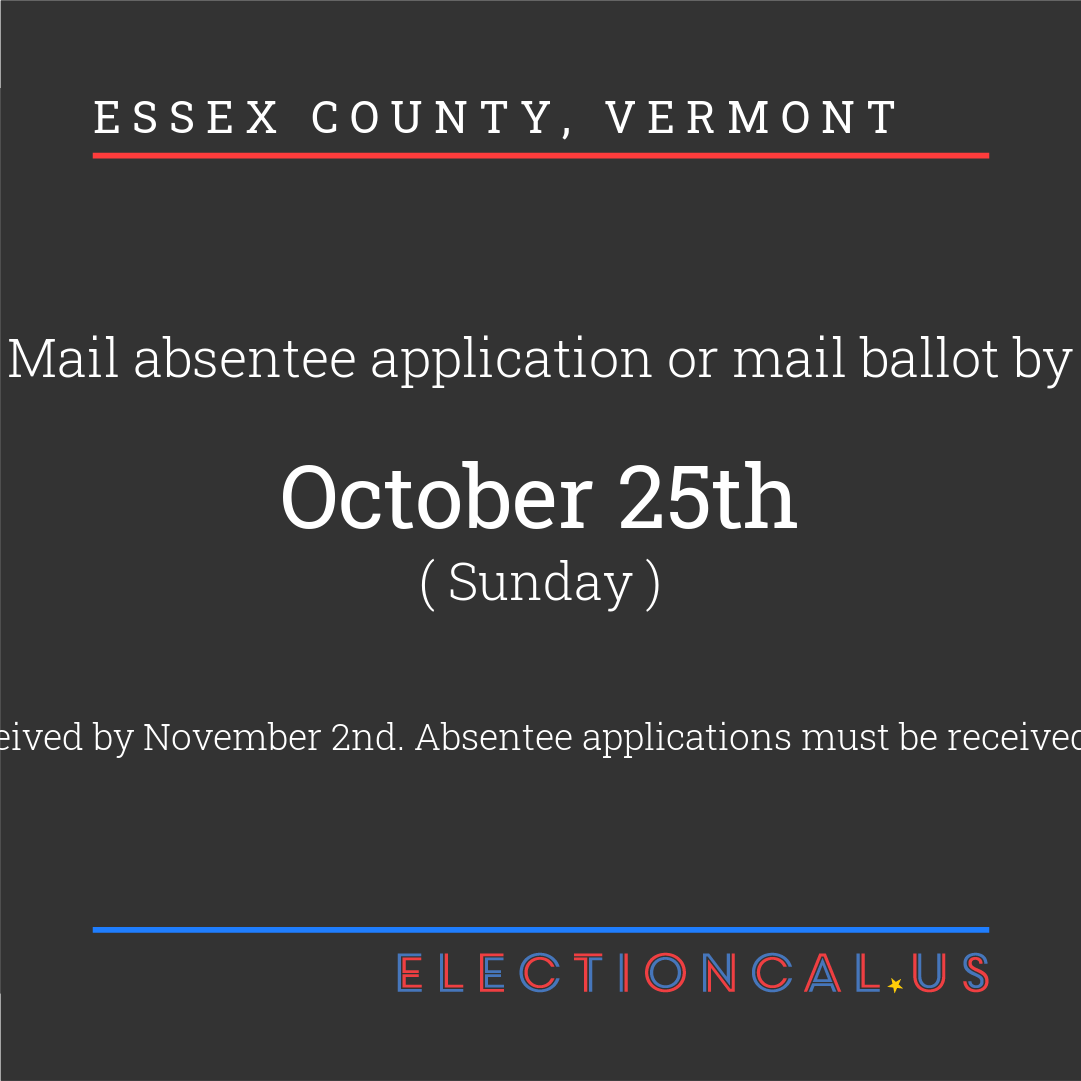 ESSEX COUNTY, VERMONT
Mail absentee application or mail ballot by
October 25th
( Sunday )
eived by November 2nd. Absentee applications must be received
ELECTIONCAL.US